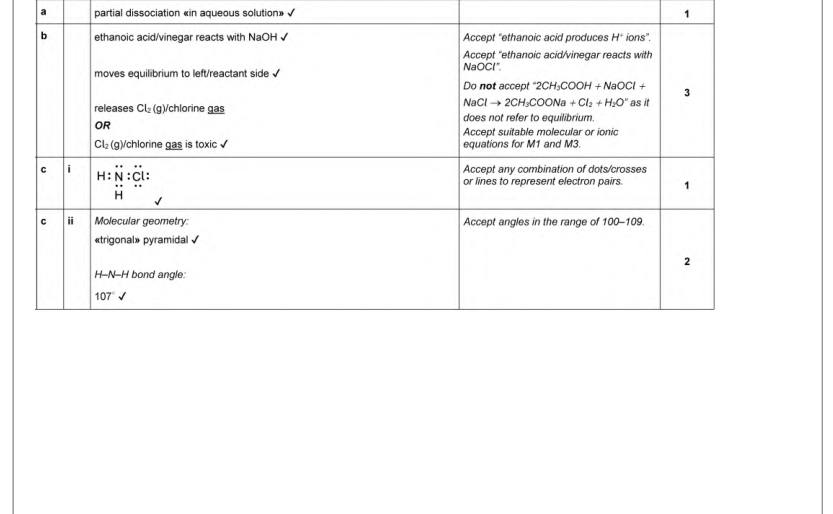 a partial dissociation «in aqueous solution» ✓ 1
b ethanoic acid/vinegar reacts with NaOH ✓
moves equilibrium to left/reactant side ✓
releases Cl₂ (g)/chlorine gas
OR
Cl₂ (g)/chlorine gas is toxic ✓
Accept "ethanoic acid produces H⁺ ions".
Accept "ethanoic acid/vinegar reacts with
NaOCl".
Do not accept "2CH₃COOH + NaOCl +
NaCl → 2CH₃COONa + Cl₂ + H₂O" as it
does not refer to equilibrium.
Accept suitable molecular or ionic
equations for M1 and M3.
3
c i
H : N : Cl :
H
✓
Accept any combination of dots/crosses
or lines to represent electron pairs.
1
c ii Molecular geometry:
«trigonal» pyramidal ✓
H–N–H bond angle:
107° ✓
Accept angles in the range of 100–109.
2